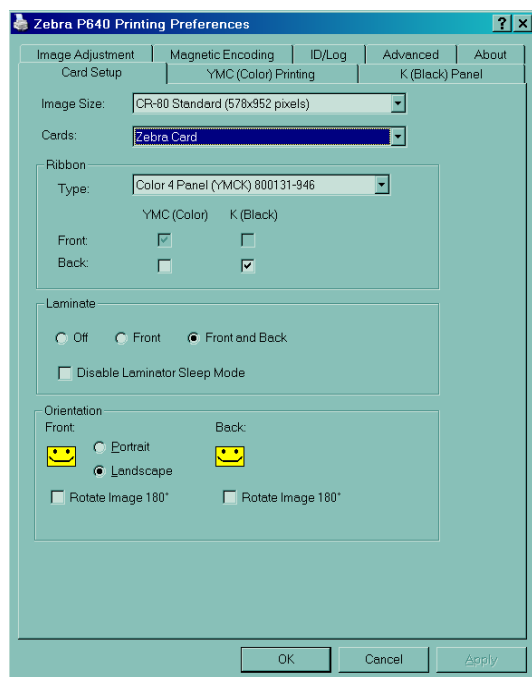 Zebra P640 Printing Preferences
Image Adjustment Magnetic Encoding ID/Log Advanced About
Card Setup YMC (Color) Printing K (Black) Panel
Image Size: CR-80 Standard (578x952 pixels)
Cards: Zebra Card
Ribbon
Type: Color 4 Panel (YMCK) 800131-946
YMC (Color) K (Black)
Front:
Back:
Laminate
Off Front Front and Back
Disable Laminator Sleep Mode
Orientation
Front: Back:
Portrait
Landscape
Rotate Image 180° Rotate Image 180°
OK Cancel Apply